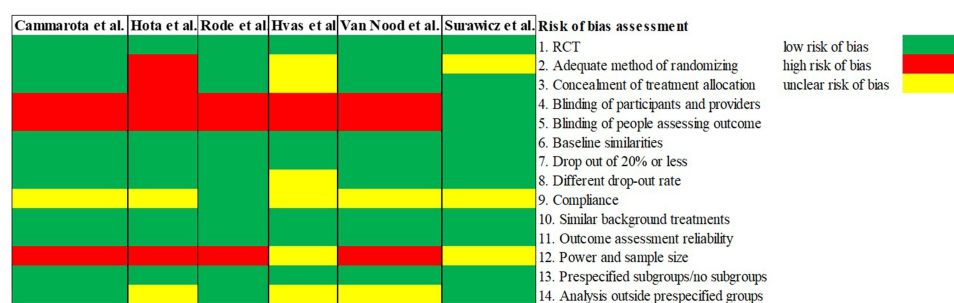 Cammarota et al. Hota et al. Rode et al. Hvas et al Van Nood et al. Surawicz et al. Risk of bias assessment
1. RCT low risk of bias
2. Adequate method of randomizing high risk of bias
3. Concealement of treatment allocation unclear risk of bias
4. Blinding of participants and providers
5. Blinding of people assessing outcome
6. Baseline similarities
7. Drop out of 20% or less
8. Different drop-out rate
9. Compliance
10. Similar background treatments
11. Outcome assessment reliability
12. Power and sample size
13. Prespecified subgroups/no subgroups
14. Analysis outside prespecified groups